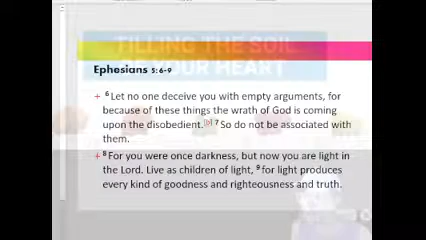 TILLING THE SOIL
OF YOUR HEART
Ephesians 5:6-9
+ 6 Let no one deceive you with empty arguments, for
because of these things the wrath of God is coming
upon the disobedient.[b] 7 So do not be associated with
them.
+ 8 For you were once darkness, but now you are light in
the Lord. Live as children of light, 9 for light produces
every kind of goodness and righteousness and truth.